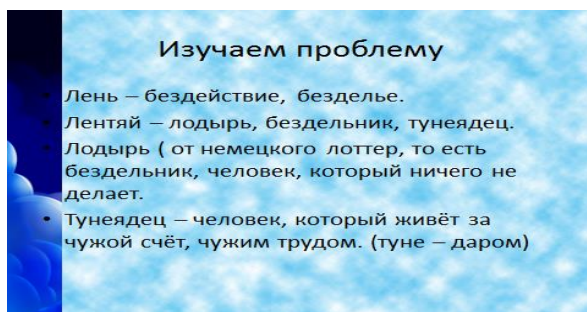 Изучаем проблему
• Лень – бездействие, безделье.
• Лентяй – лодырь, бездельник, тунеядец.
• Лодырь ( от немецкого лоттер, то есть
бездельник, человек, который ничего не
делает.
• Тунеядец – человек, который живёт за
чужой счёт, чужим трудом. (туне – даром)